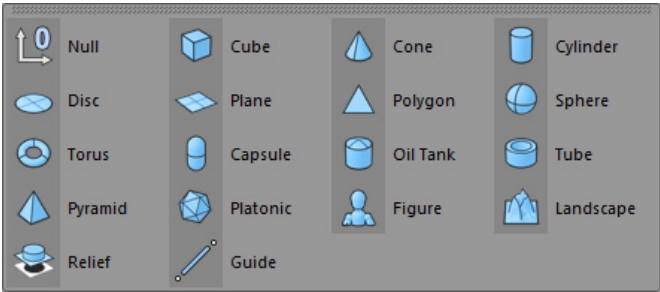 0 Null Cube Cone Cylinder
Disc Plane Polygon Sphere
Torus Capsule Oil Tank Tube
Pyramid Platonic Figure Landscape
Relief Guide